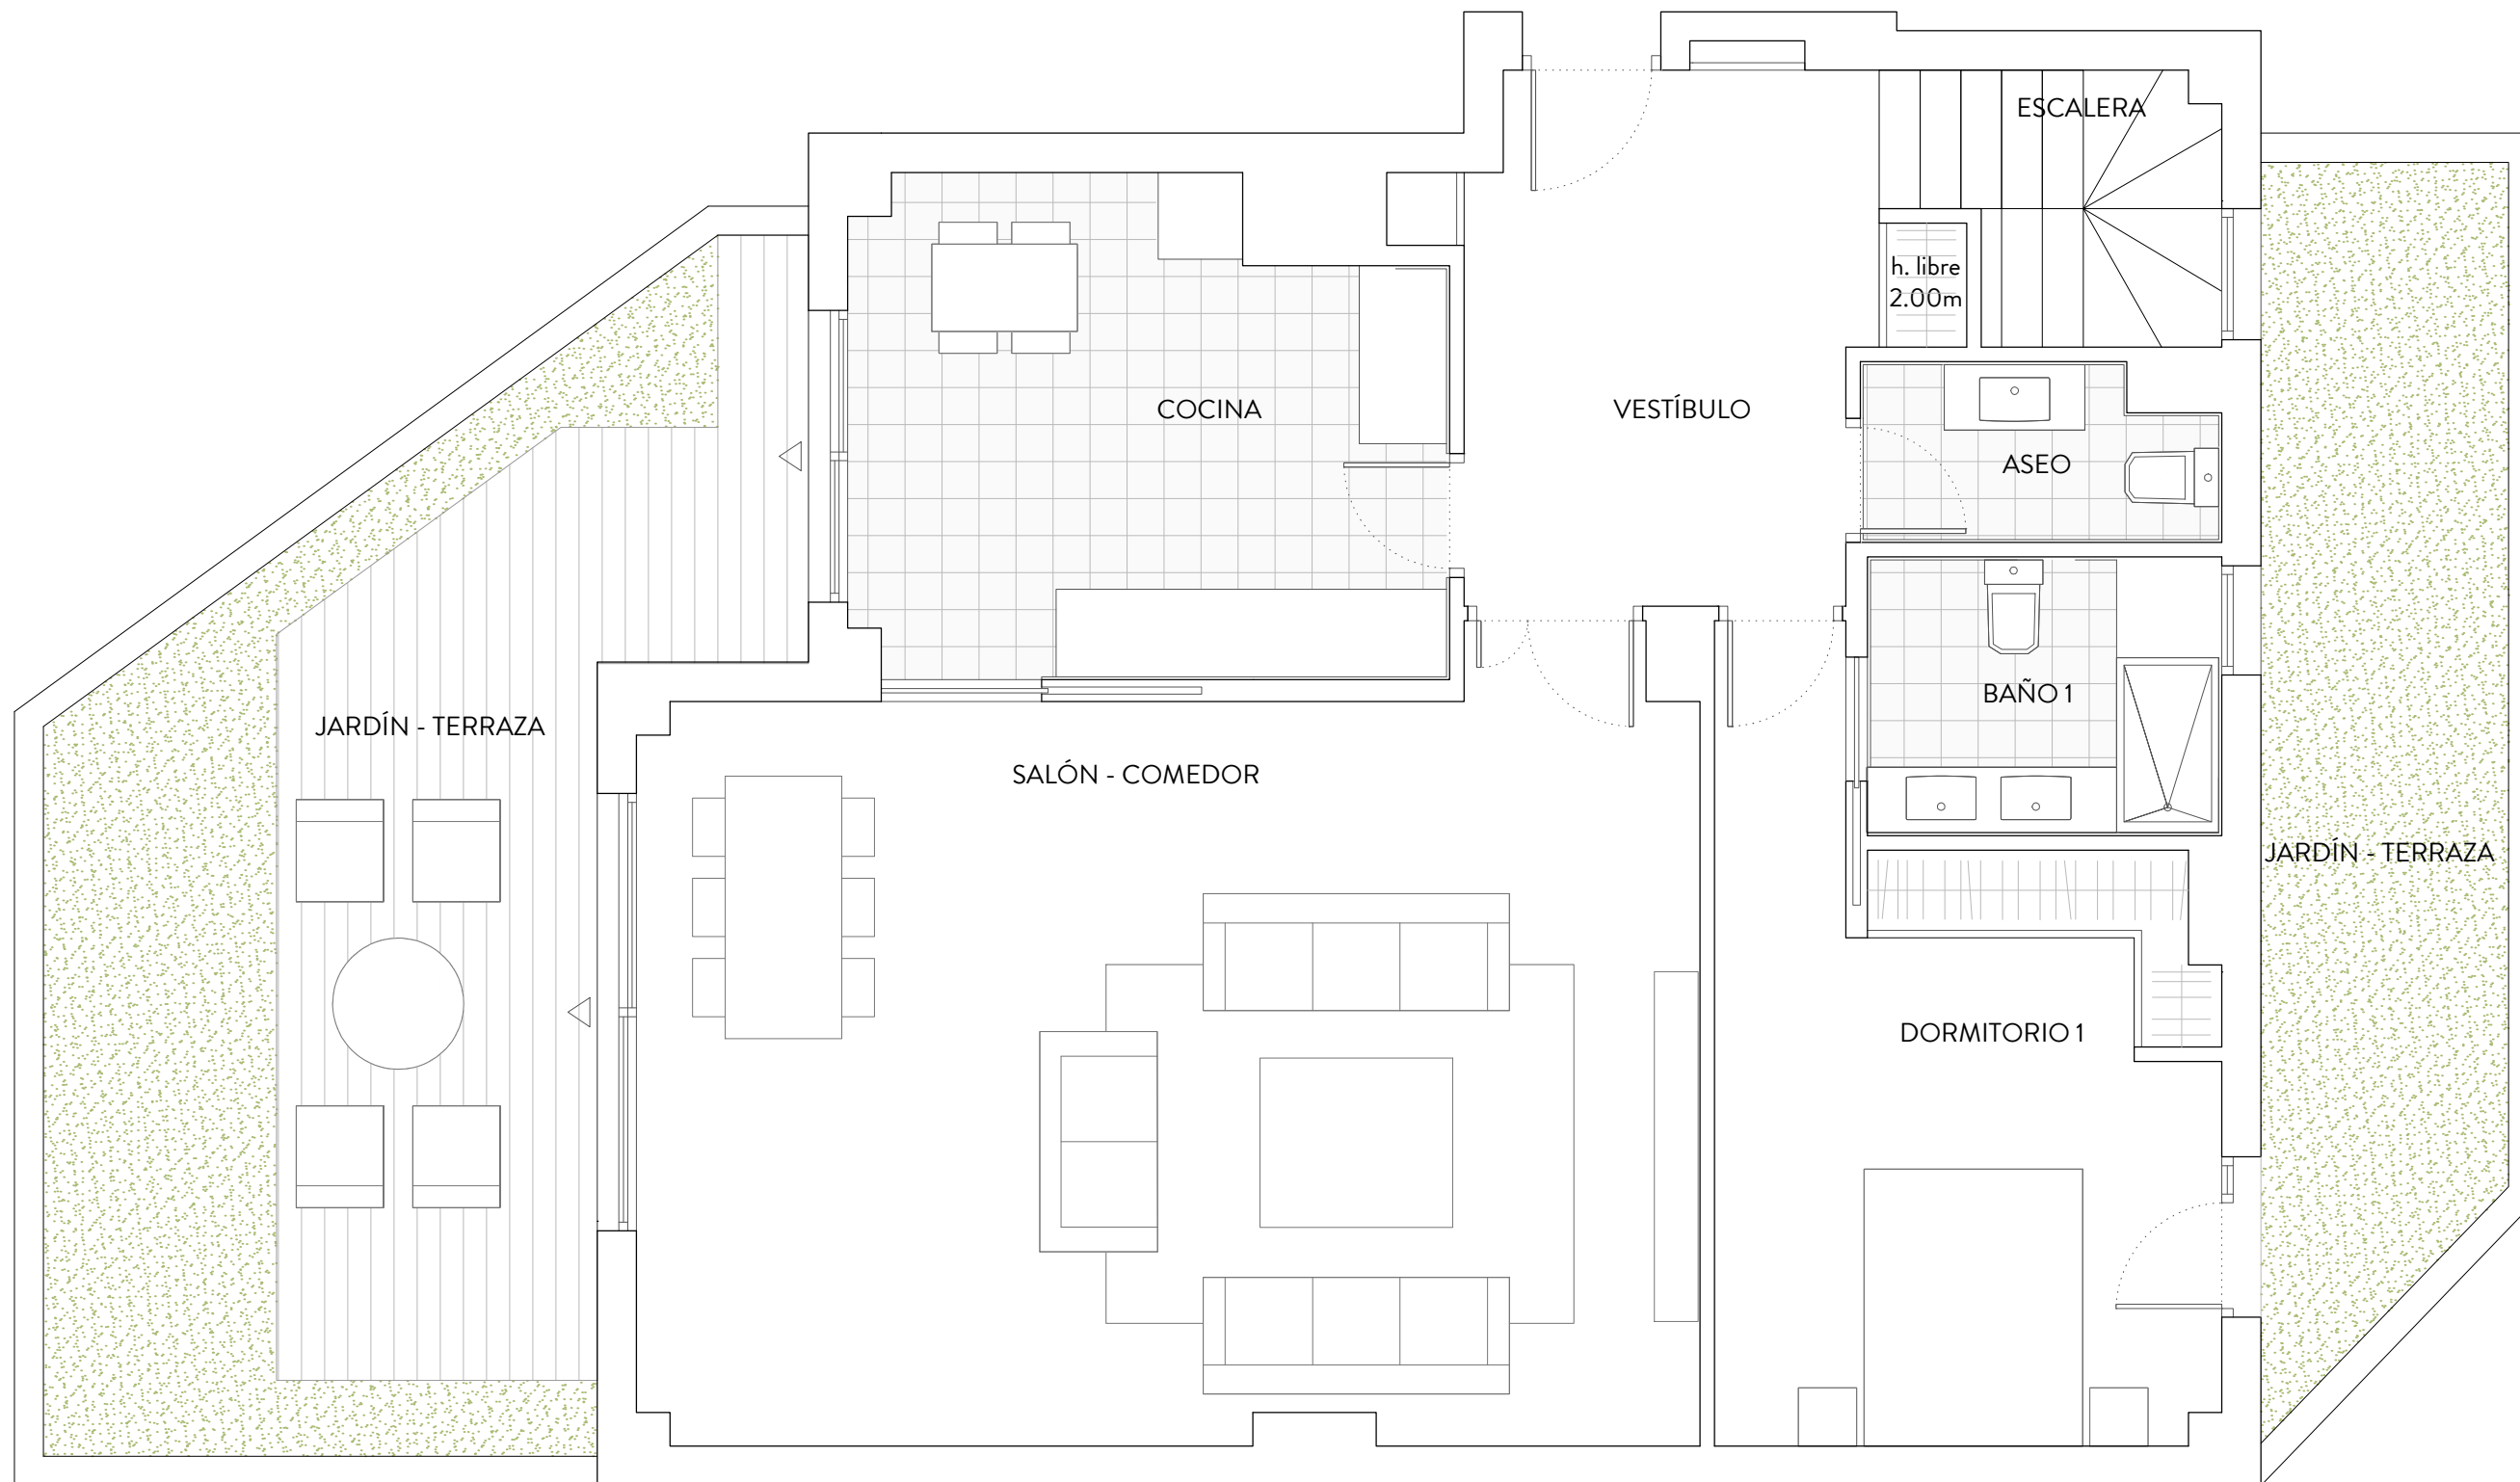 ESCALERA
h. libre
2.00m
COCINA
VESTÍBULO
ASEO
BAÑO 1
JARDÍN - TERRAZA
SALÓN - COMEDOR
JARDÍN - TERRAZA
DORMITORIO 1